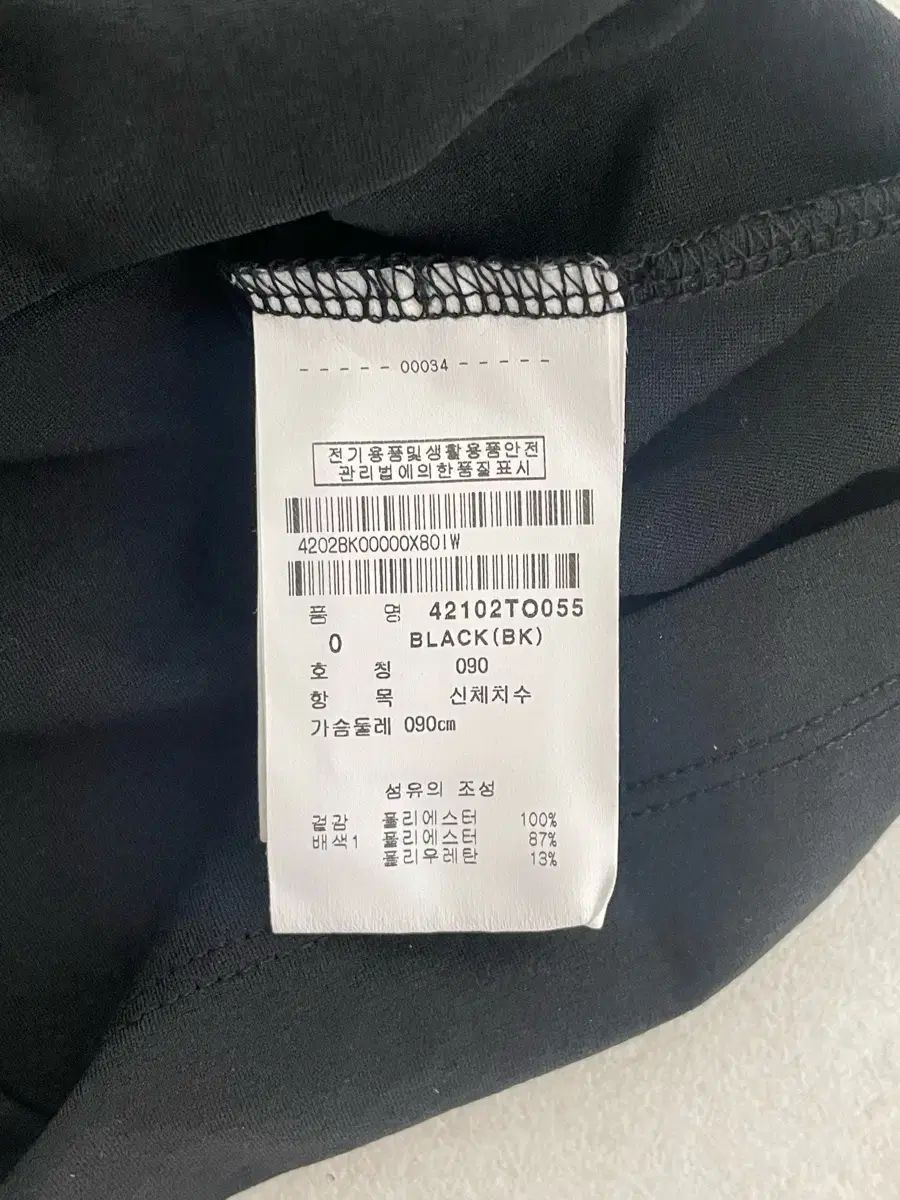 - - - - - 00034 - - - - -
전기용품및생활용품안전
관리법에의한품질표시
4202BK00000X80IW
품 명 42102TO055
0 BLACK(BK)
호 칭 090
항 목 신체치수
가슴둘레 090cm
섬유의 조성
겉감 폴리에스터 100%
배색1 폴리에스터 87%
폴리우레탄 13%